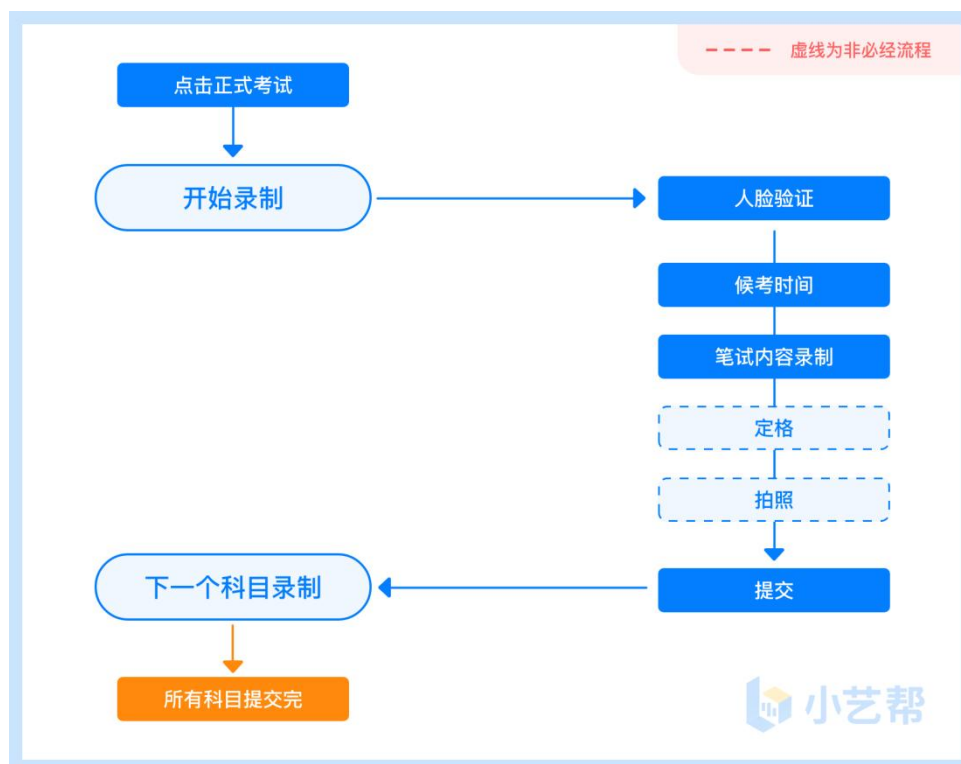 虚线为非必经流程
点击正式考试
开始录制
人脸验证
候考时间
笔试内容录制
定格
拍照
提交
下一个科目录制
所有科目提交完
小艺帮